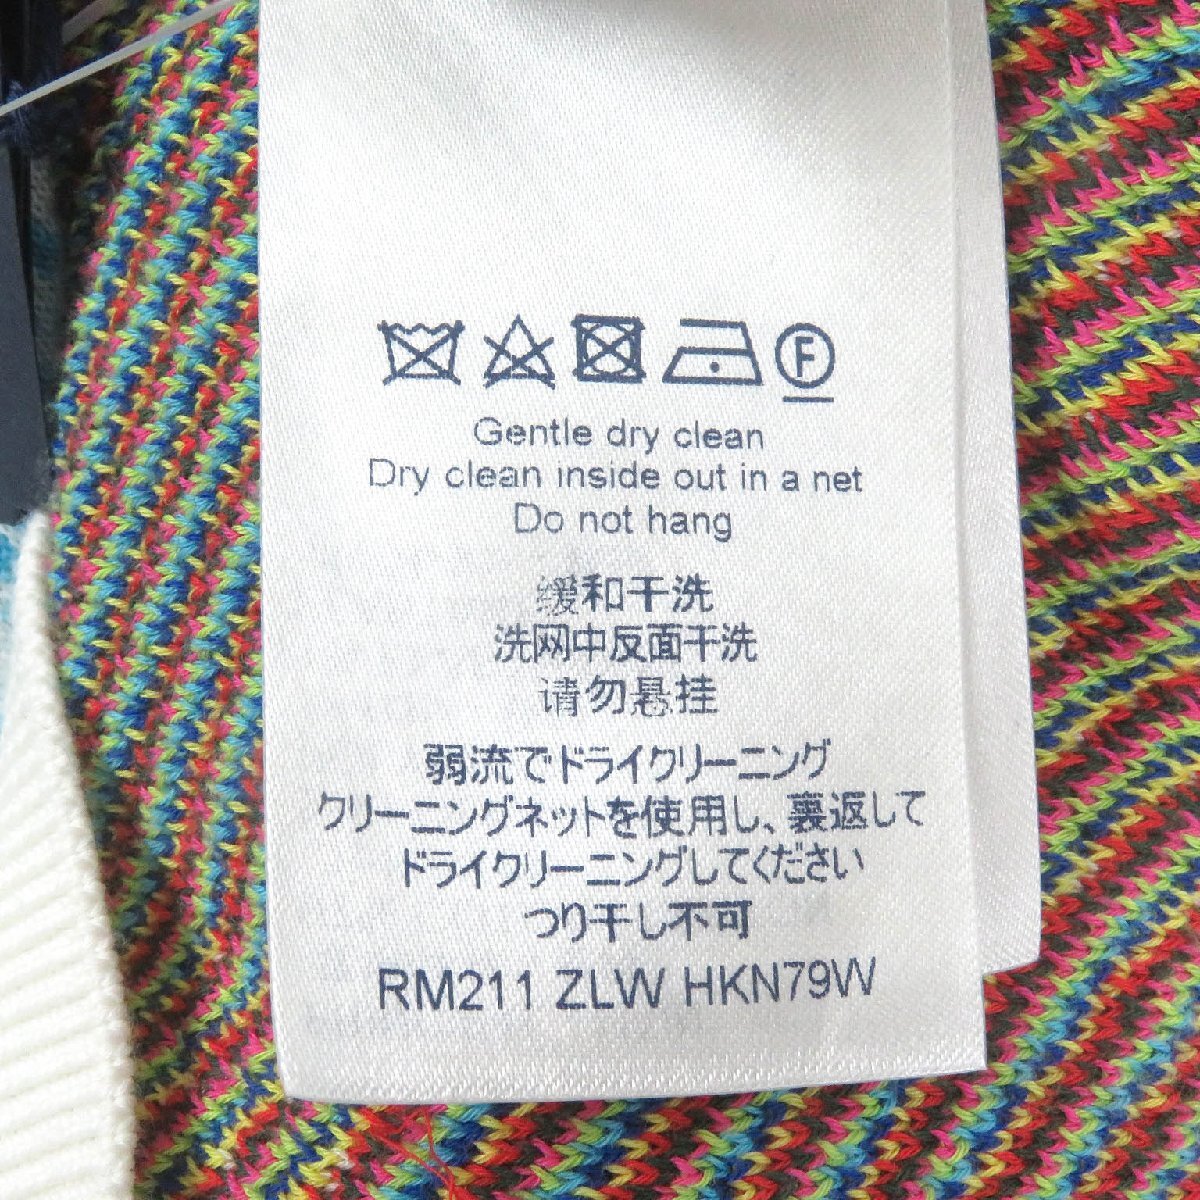 F
Gentle dry clean
Dry clean inside out in a net
Do not hang
缓和干洗
洗网中反面干洗
请勿悬挂
弱流でドライクリーニング
クリーニングネットを使用し、裏返して
ドライクリーニングしてください
つり干し不可
RM211 ZLW HKN79W